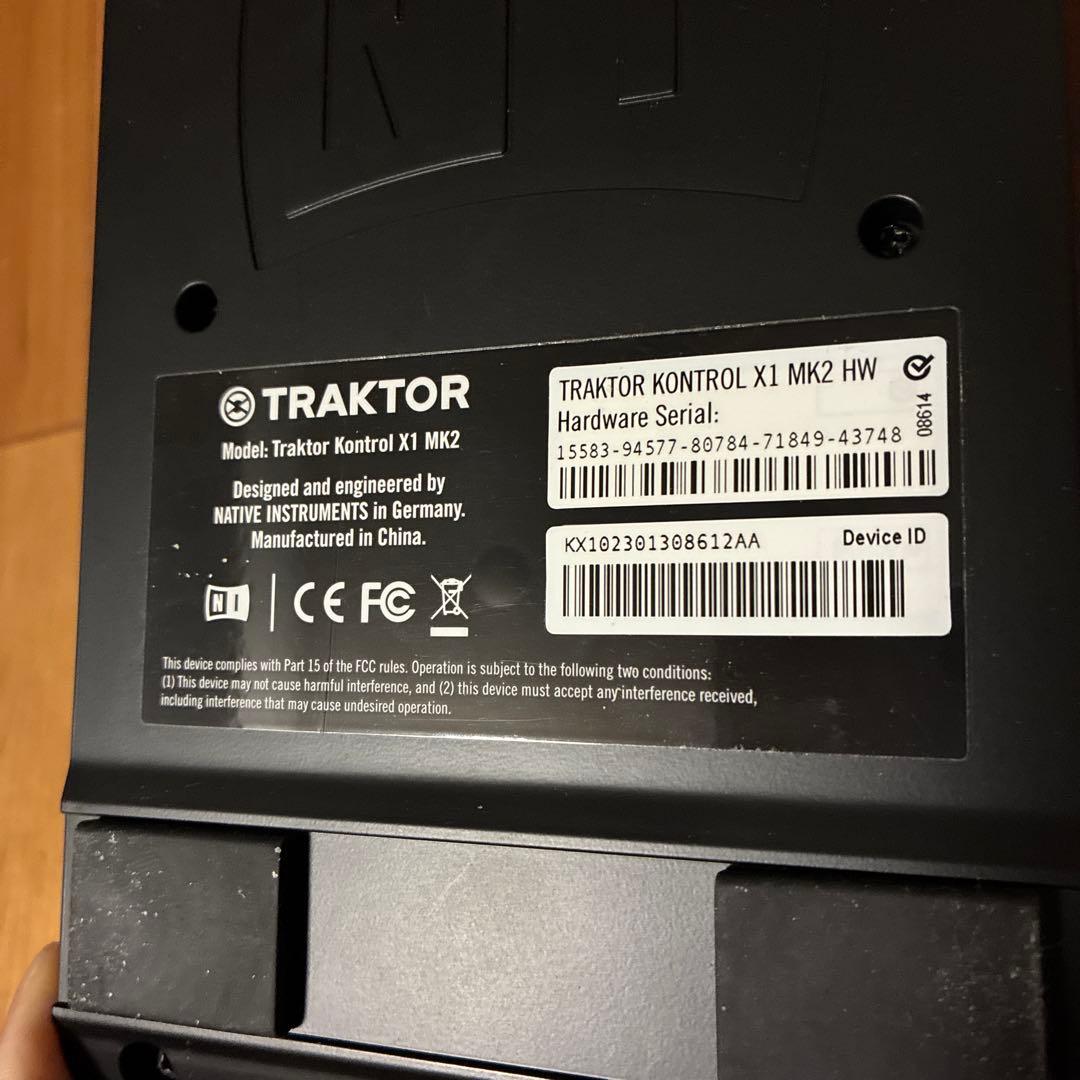 NI
TRAKTOR
Model: Traktor Kontrol X1 MK2
Designed and engineered by
NATIVE INSTRUMENTS in Germany.
Manufactured in China.
NI CE FC
This device complies with Part 15 of the FCC rules. Operation is subject to the following two conditions:
(1) This device may not cause harmful interference, and (2) this device must accept any interference received,
including interference that may cause undesired operation.
TRAKTOR KONTROL X1 MK2 HW
Hardware Serial:
15583-94577-80784-71849-43748
08614
KX102301308612AA
Device ID